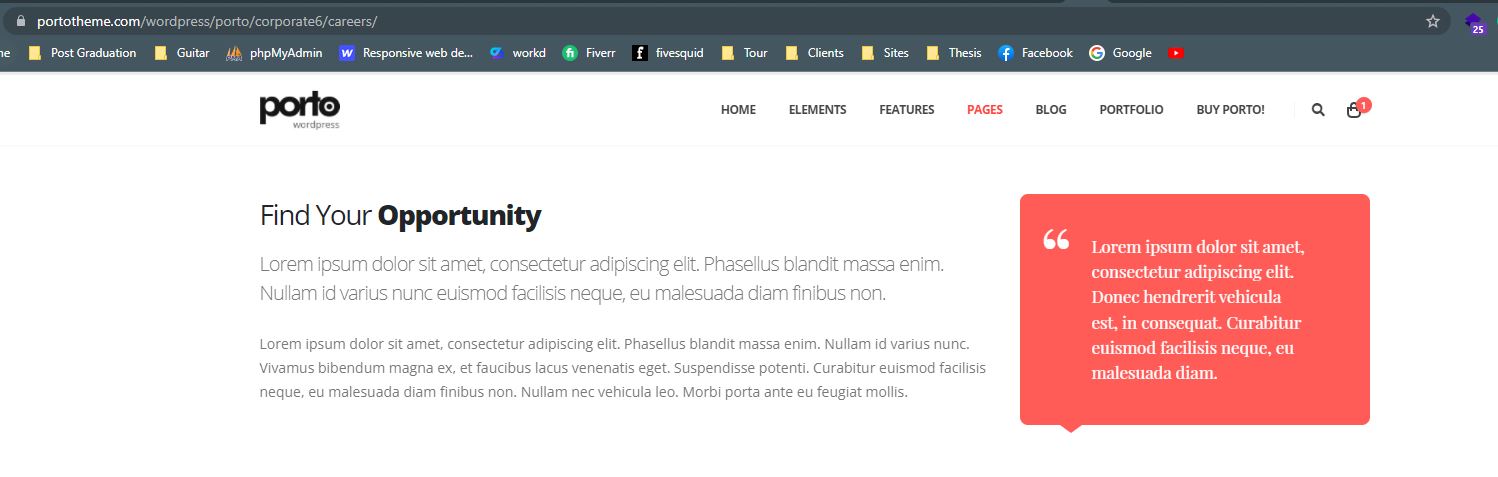 portotheme.com/wordpress/porto/corporate6/careers/
25
ne Post Graduation Guitar phpMyAdmin W Responsive web de... workd fi Fiverr f fivesquid Tour Clients Sites Thesis Facebook G Google
porto
wordpress
HOME ELEMENTS FEATURES PAGES BLOG PORTFOLIO BUY PORTO! 1
Find Your Opportunity
Lorem ipsum dolor sit amet, consectetur adipiscing elit. Phasellus blandit massa enim.
Nullam id varius nunc euismod facilisis neque, eu malesuada diam finibus non.
Lorem ipsum dolor sit amet, consectetur adipiscing elit. Phasellus blandit massa enim. Nullam id varius nunc.
Vivamus bibendum magna ex, et faucibus lacus venenatis eget. Suspendisse potenti. Curabitur euismod facilisis
neque, eu malesuada diam finibus non. Nullam nec vehicula leo. Morbi porta ante eu feugiat mollis.
“ Lorem ipsum dolor sit amet,
consectetur adipiscing elit.
Donec hendrerit vehicula
est, in consequat. Curabitur
euismod facilisis neque, eu
malesuada diam.